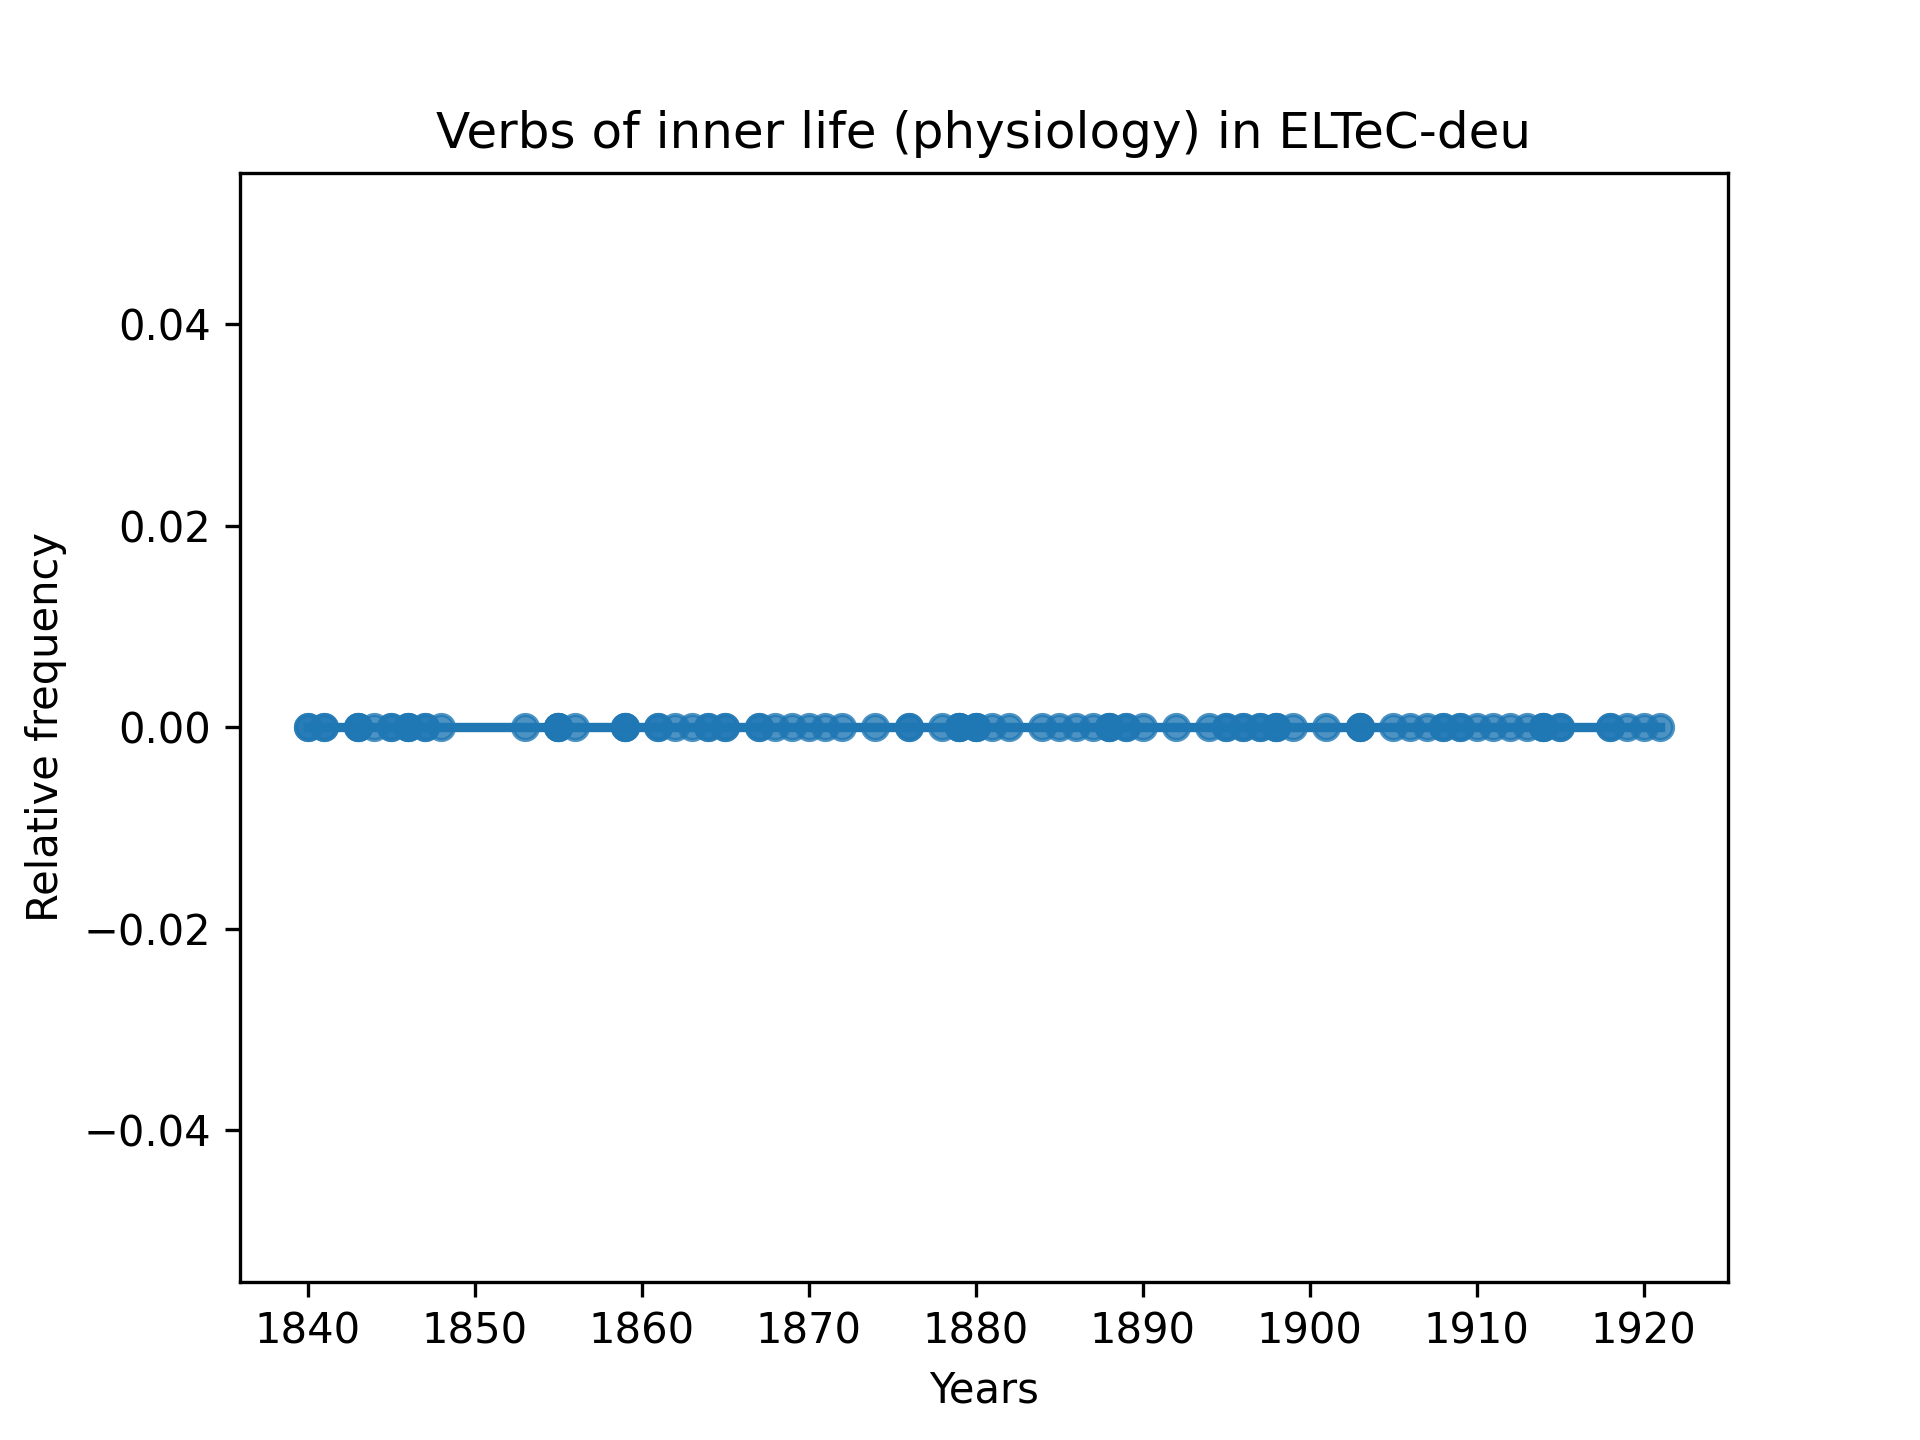 Verbs of inner life (physiology) in ELTeC-deu
Relative frequency
0.04
0.02
0.00
−0.02
−0.04
1840 1850 1860 1870 1880 1890 1900 1910 1920
Years